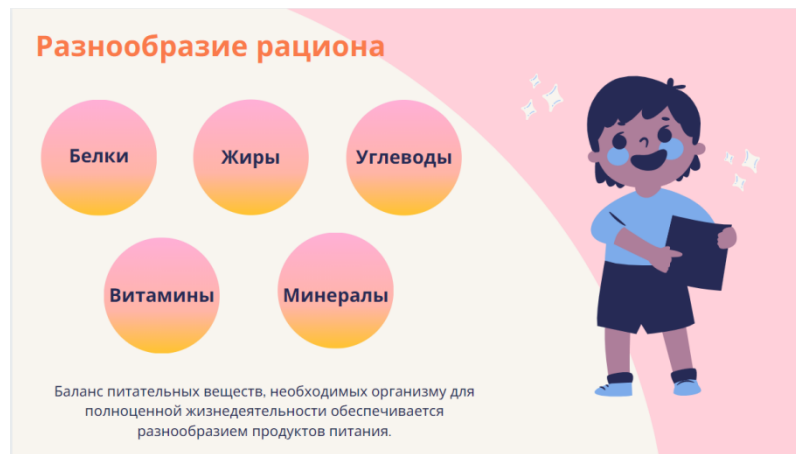 Разнообразие рациона
Белки
Жиры
Углеводы
Витамины
Минералы
Баланс питательных веществ, необходимых организму для
полноценной жизнедеятельности обеспечивается
разнообразием продуктов питания.